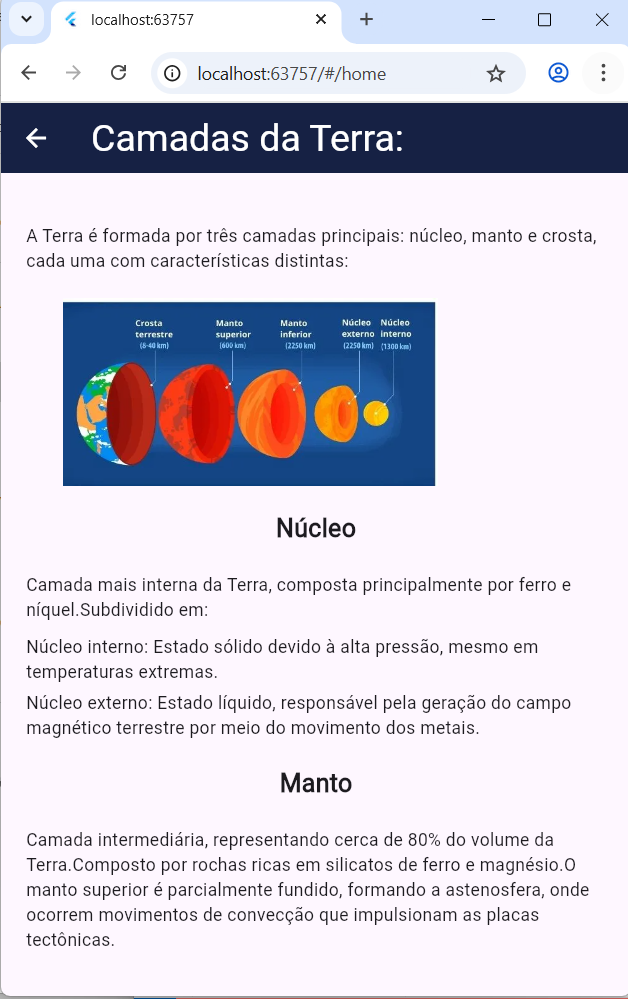 localhost:63757
localhost:63757/#/home
Camadas da Terra:
A Terra é formada por três camadas principais: núcleo, manto e crosta,
cada uma com características distintas:
Crosta terrestre (8-40 km)
Manto superior (600 km)
Manto inferior (2250 km)
Núcleo externo (2250 km)
Núcleo interno (1300 km)
Núcleo
Camada mais interna da Terra, composta principalmente por ferro e
níquel.Subdividido em:
Núcleo interno: Estado sólido devido à alta pressão, mesmo em
temperaturas extremas.
Núcleo externo: Estado líquido, responsável pela geração do campo
magnético terrestre por meio do movimento dos metais.
Manto
Camada intermediária, representando cerca de 80% do volume da
Terra.Composto por rochas ricas em silicatos de ferro e magnésio.O
manto superior é parcialmente fundido, formando a astenosfera, onde
ocorrem movimentos de convecção que impulsionam as placas
tectônicas.